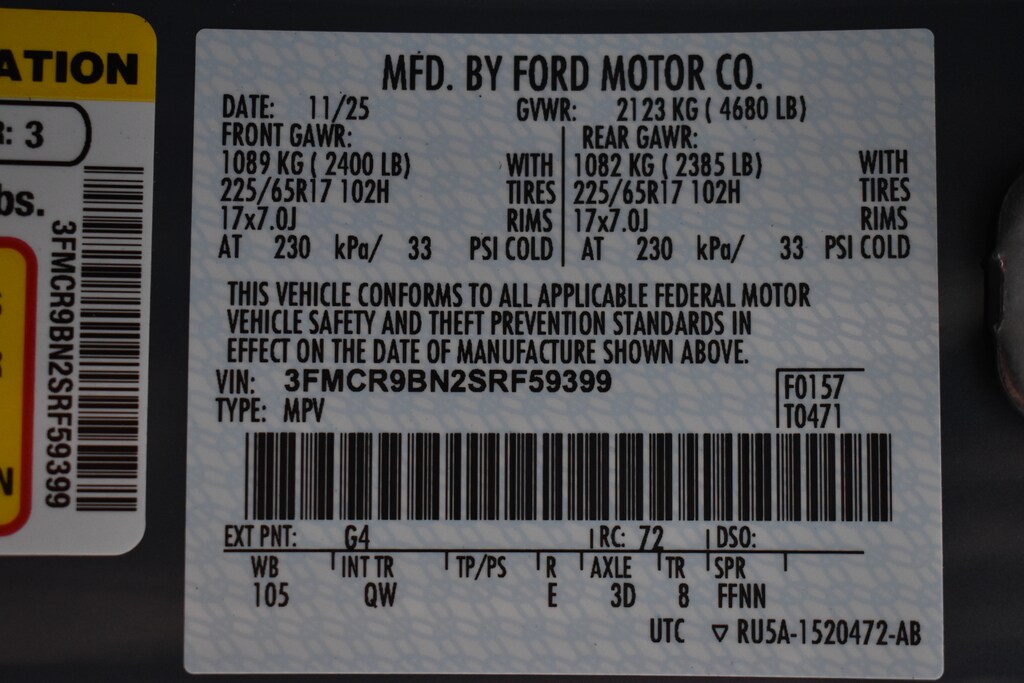 ATION
R: 3
bs.
3FMCR9BN2SRF59399
N
MFD. BY FORD MOTOR CO.
DATE: 11/25 GVWR: 2123 KG ( 4680 LB)
FRONT GAWR: REAR GAWR:
1089 KG ( 2400 LB) WITH 1082 KG ( 2385 LB) WITH
225/65R17 102H TIRES 225/65R17 102H TIRES
17x7.0J RIMS 17x7.0J RIMS
AT 230 kPa/ 33 PSI COLD AT 230 kPa/ 33 PSI COLD
THIS VEHICLE CONFORMS TO ALL APPLICABLE FEDERAL MOTOR
VEHICLE SAFETY AND THEFT PREVENTION STANDARDS IN
EFFECT ON THE DATE OF MANUFACTURE SHOWN ABOVE.
VIN: 3FMCR9BN2SRF59399 F0157
TYPE: MPV T0471
EXT PNT: G4 RC: 72 DSO:
WB INT TR TP/PS R AXLE TR SPR
105 QW E 3D 8 FFNN
UTC ▽ RU5A-1520472-AB